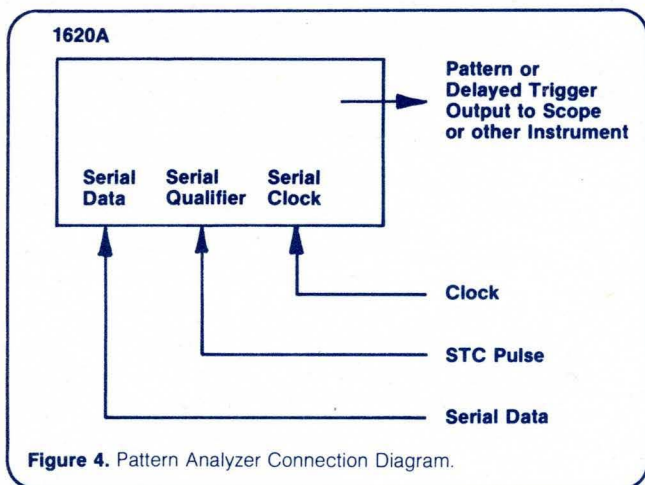 1620A
Pattern or
Delayed Trigger
Output to Scope
or other Instrument
Serial Data
Serial Qualifier
Serial Clock
Clock
STC Pulse
Serial Data
Figure 4. Pattern Analyzer Connection Diagram.